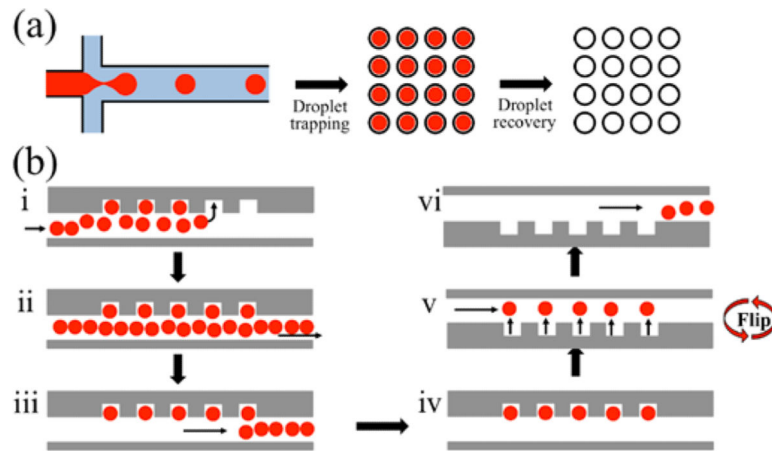 (a)
Droplet
trapping
Droplet
recovery
(b)
i
ii
iii
iv
v
vi
Flip